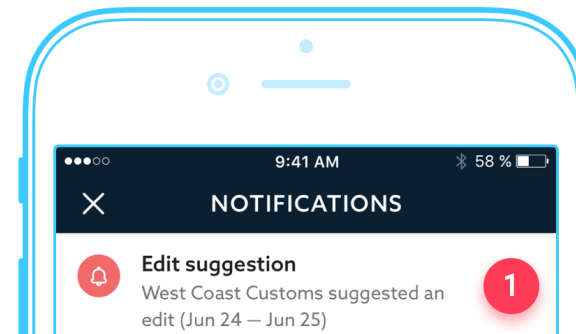 9:41 AM 58 %
NOTIFICATIONS
Edit suggestion
West Coast Customs suggested an
edit (Jun 24 — Jun 25)
1